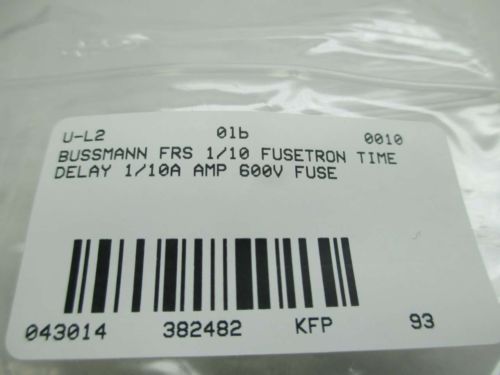 U-L2 01b 0010
BUSSMANN FRS 1/10 FUSETRON TIME
DELAY 1/10A AMP 600V FUSE
043014 382482 KFP 93